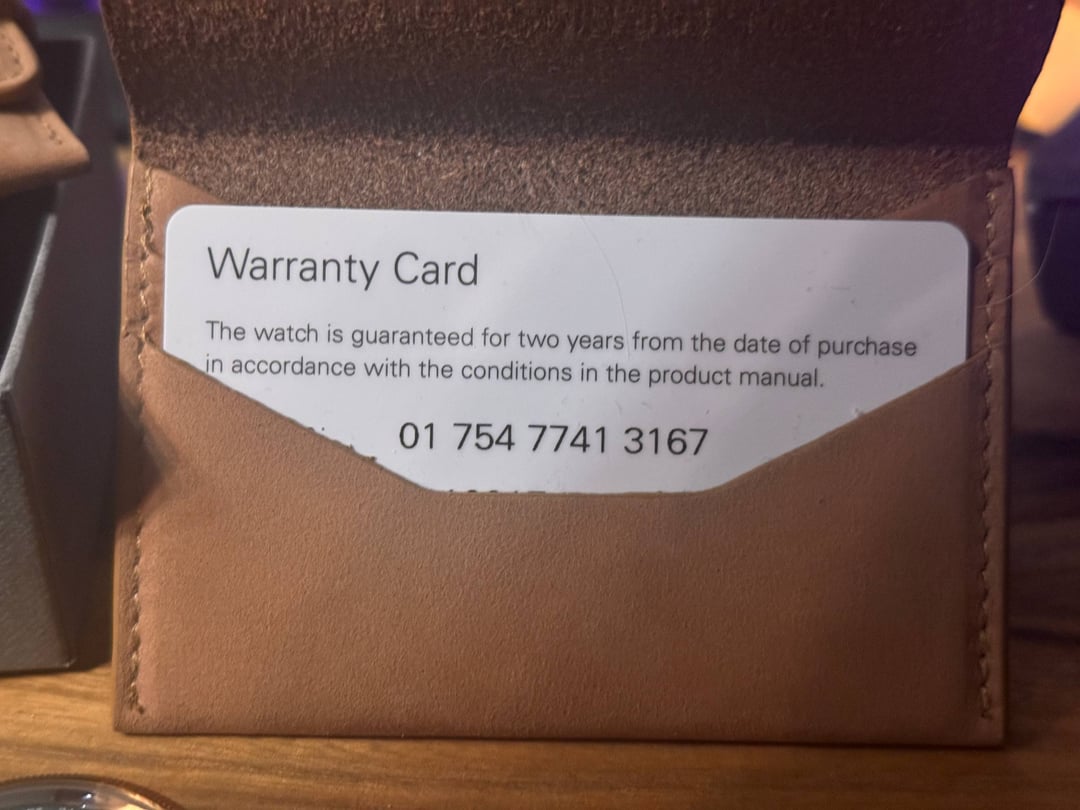 Warranty Card
The watch is guaranteed for two years from the date of purchase
in accordance with the conditions in the product manual.
01 754 7741 3167